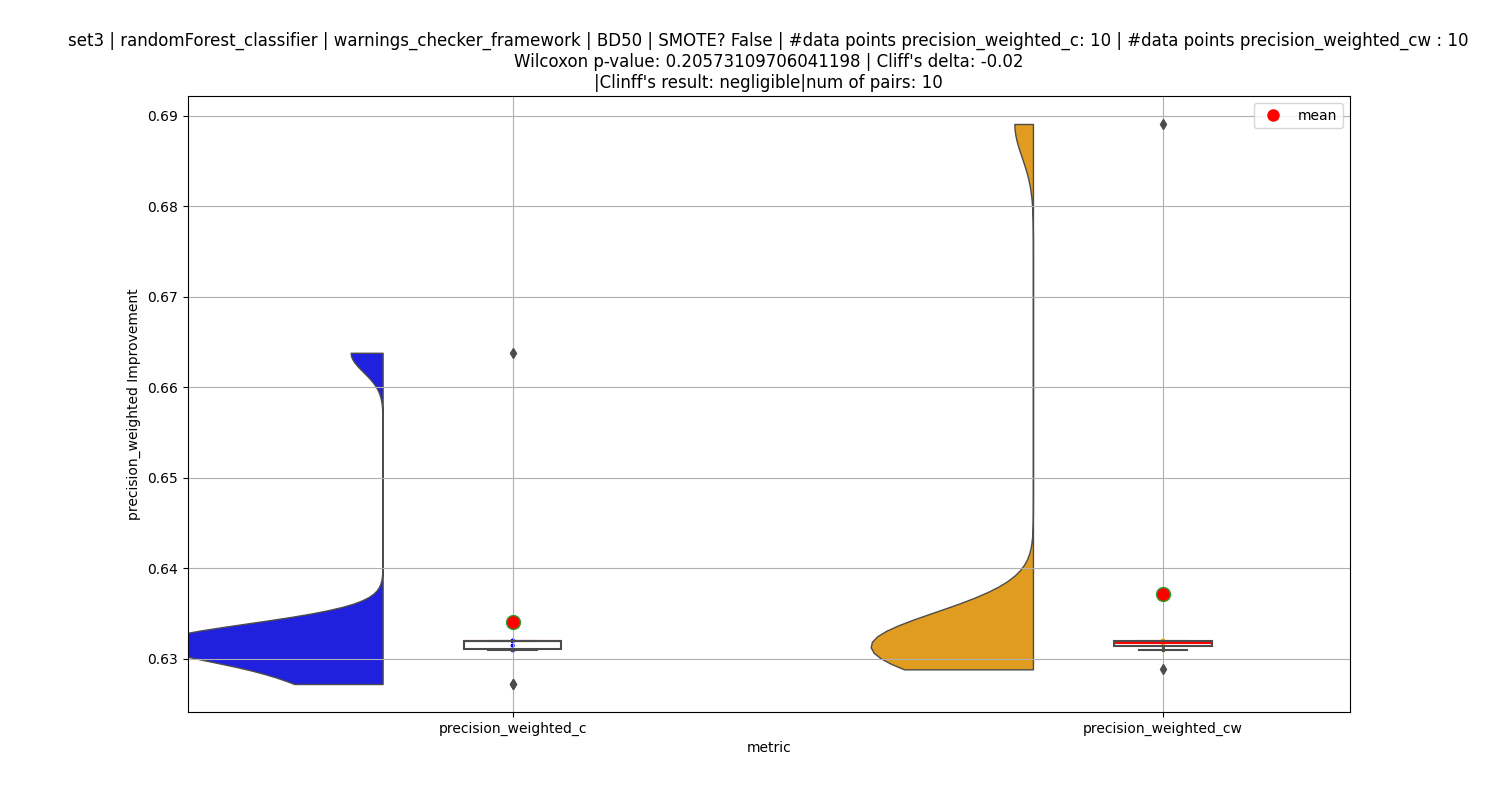 set3 | randomForest_classifier | warnings_checker_framework | BD50 | SMOTE? False | #data points precision_weighted_c: 10 | #data points precision_weighted_cw : 10
Wilcoxon p-value: 0.20573109706041198 | Cliff's delta: -0.02
|Clinff's result: negligible|num of pairs: 10
mean
0.69
0.68
0.67
0.66
0.65
0.64
0.63
precision_weighted Improvement
precision_weighted_c
precision_weighted_cw
metric